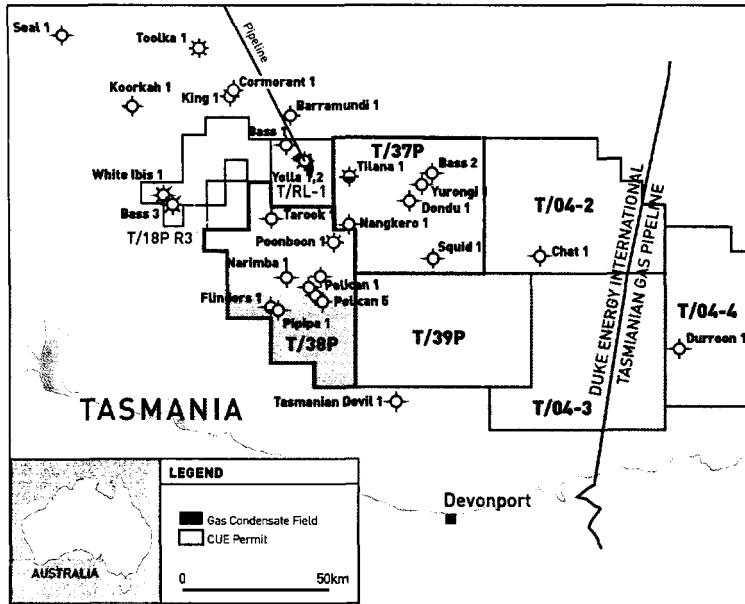 Seal 1
Toolka 1
Pipeline
Cormorant 1
King 1
Koorkah 1
Barramundi 1
Bass 1
T/37P
Yolla 1,2
Tilana 1
Bass 2
White Ibis 1
T/RL-1
Yurongi 1
Bass 3
Dondu 1
T/04-2
Tarook 1
Nangkero 1
T/18P R3
Poonboon 1
Squid 1
Chat 1
DUKE ENERGY INTERNATIONAL
TASMANIAN GAS PIPELINE
Narimba 1
Pelican 1
Flinders 1
Pelican 5
T/04-4
Pipipa 1
T/38P
T/39P
Durroon 1
TASMANIA
Tasmanian Devil 1
T/04-3
LEGEND
Devonport
Gas Condensate Field
CUE Permit
AUSTRALIA
0 50km